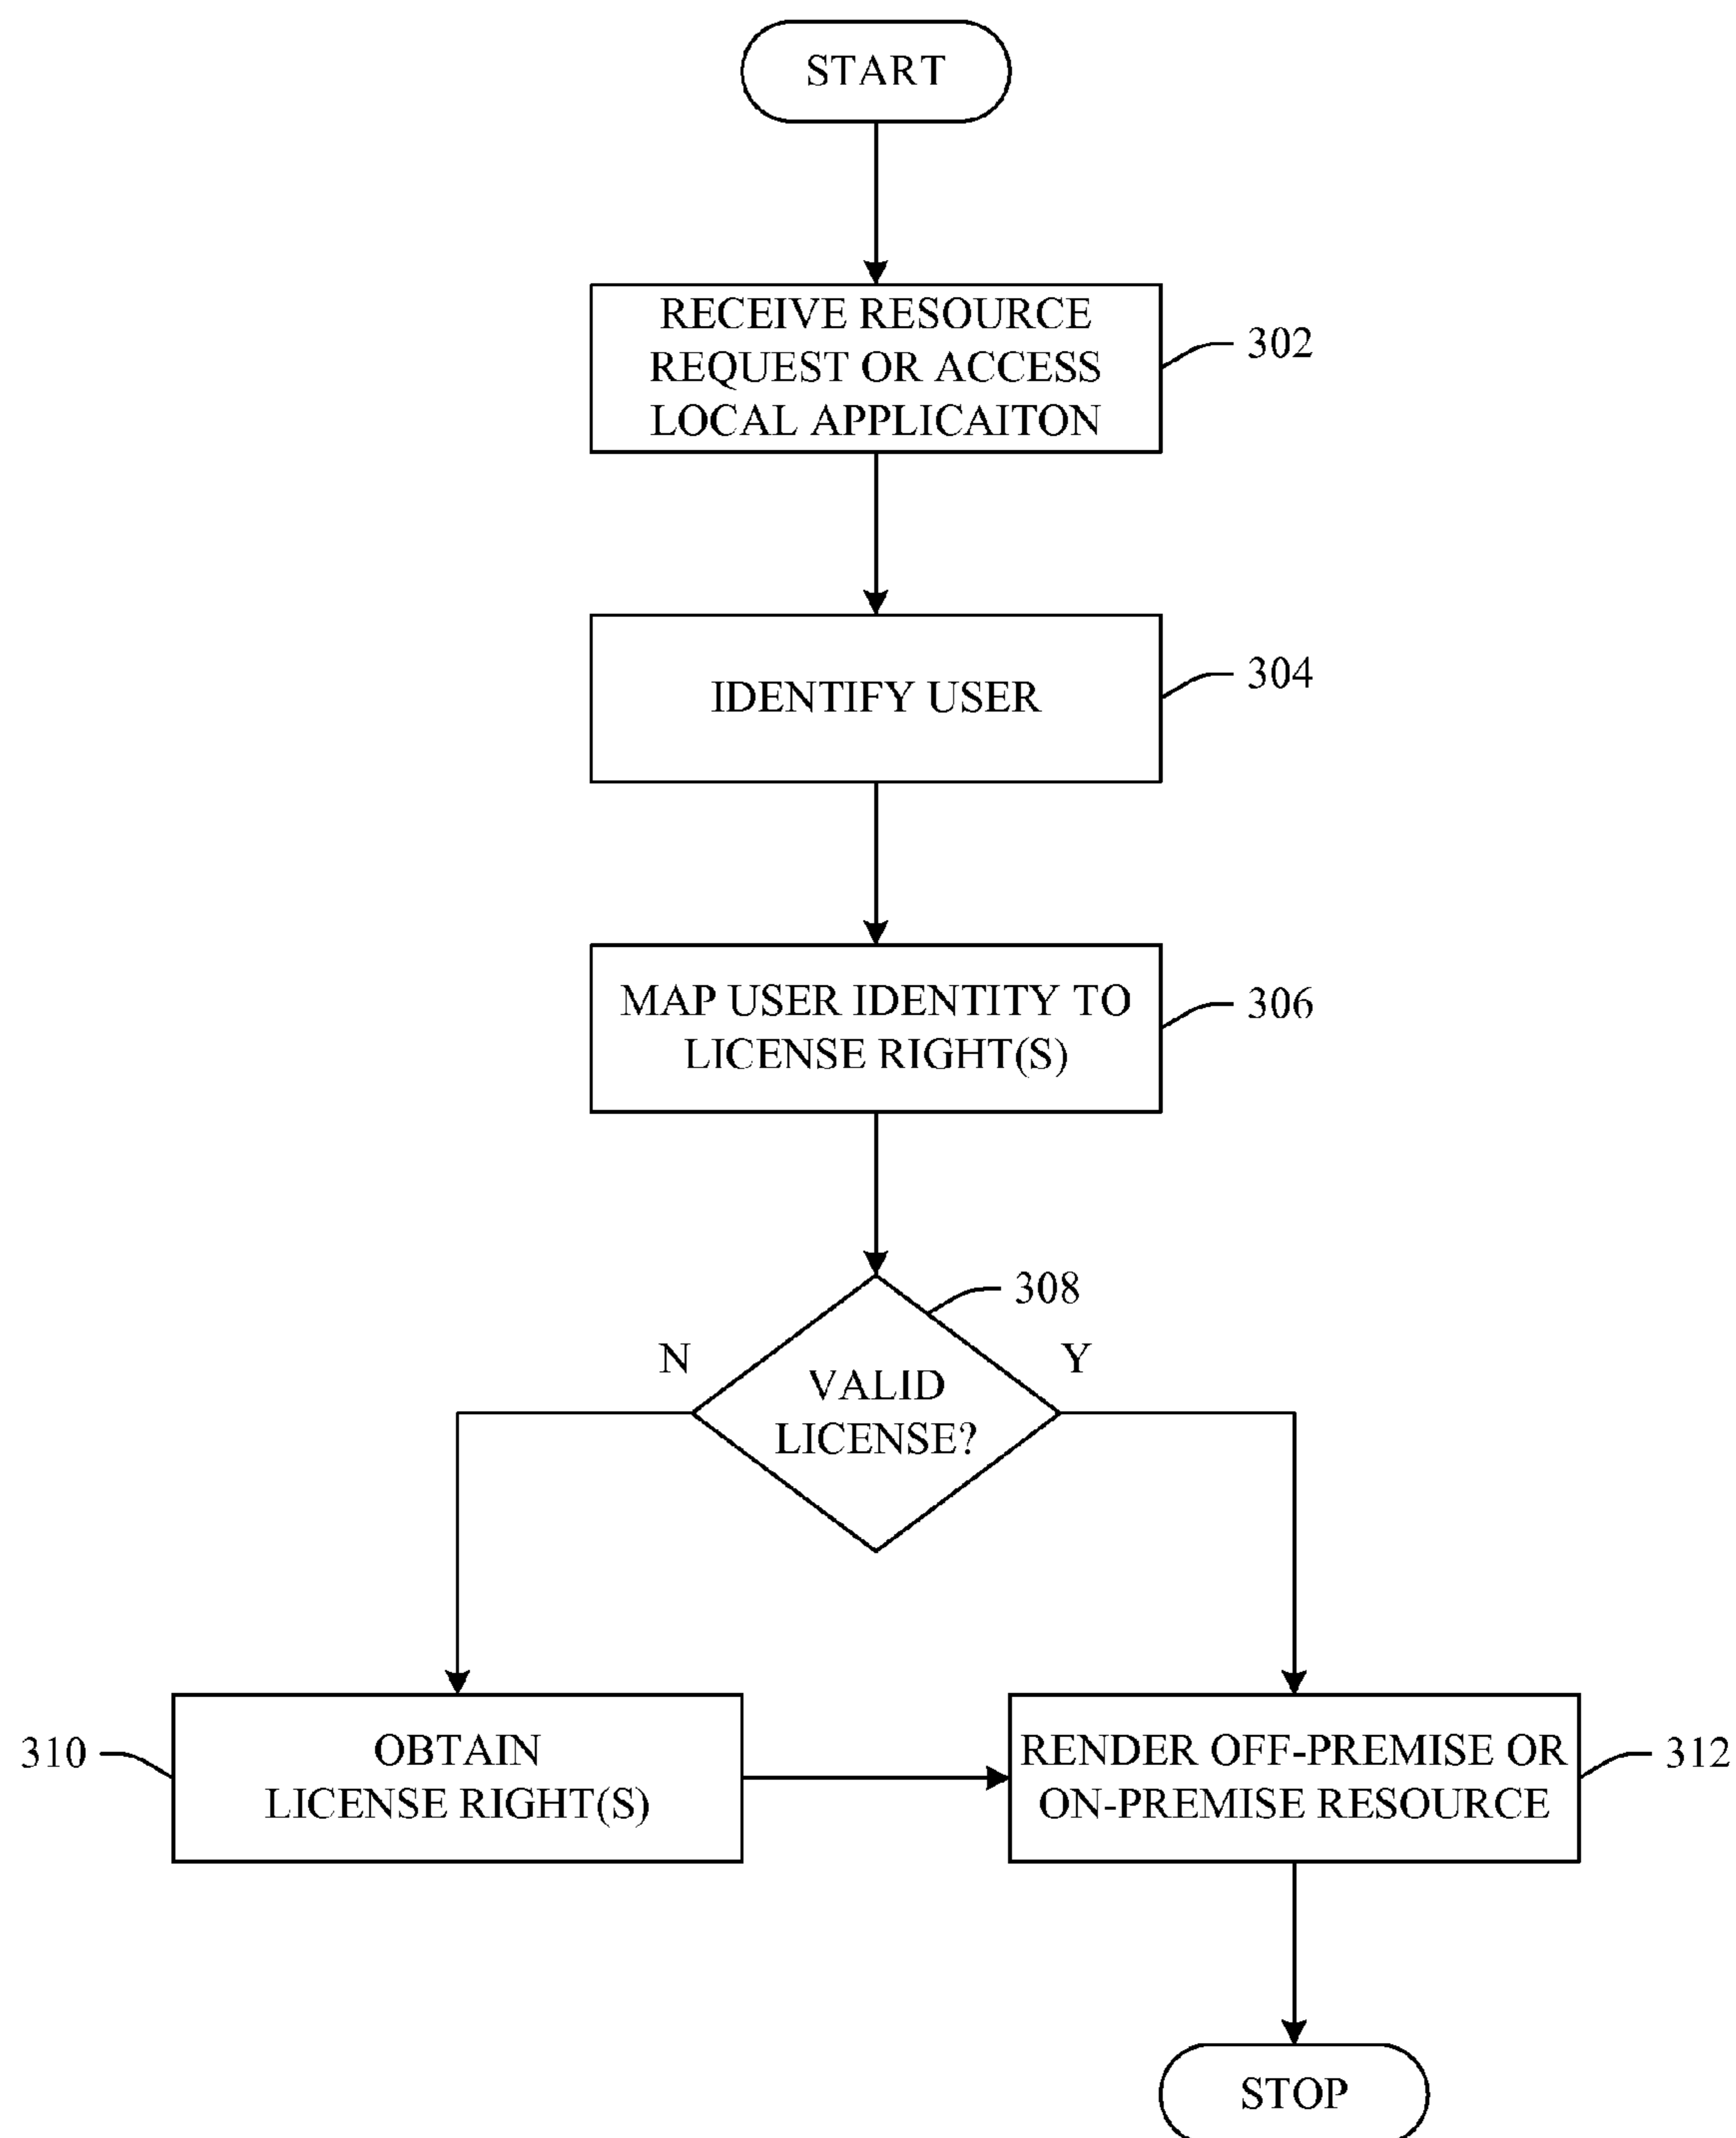 START
RECEIVE RESOURCE
REQUEST OR ACCESS
LOCAL APPLICAITON
302
IDENTIFY USER
304
MAP USER IDENTITY TO
LICENSE RIGHT(S)
306
308
N
Y
VALID
LICENSE?
310
OBTAIN
LICENSE RIGHT(S)
RENDER OFF-PREMISE OR
ON-PREMISE RESOURCE
312
STOP